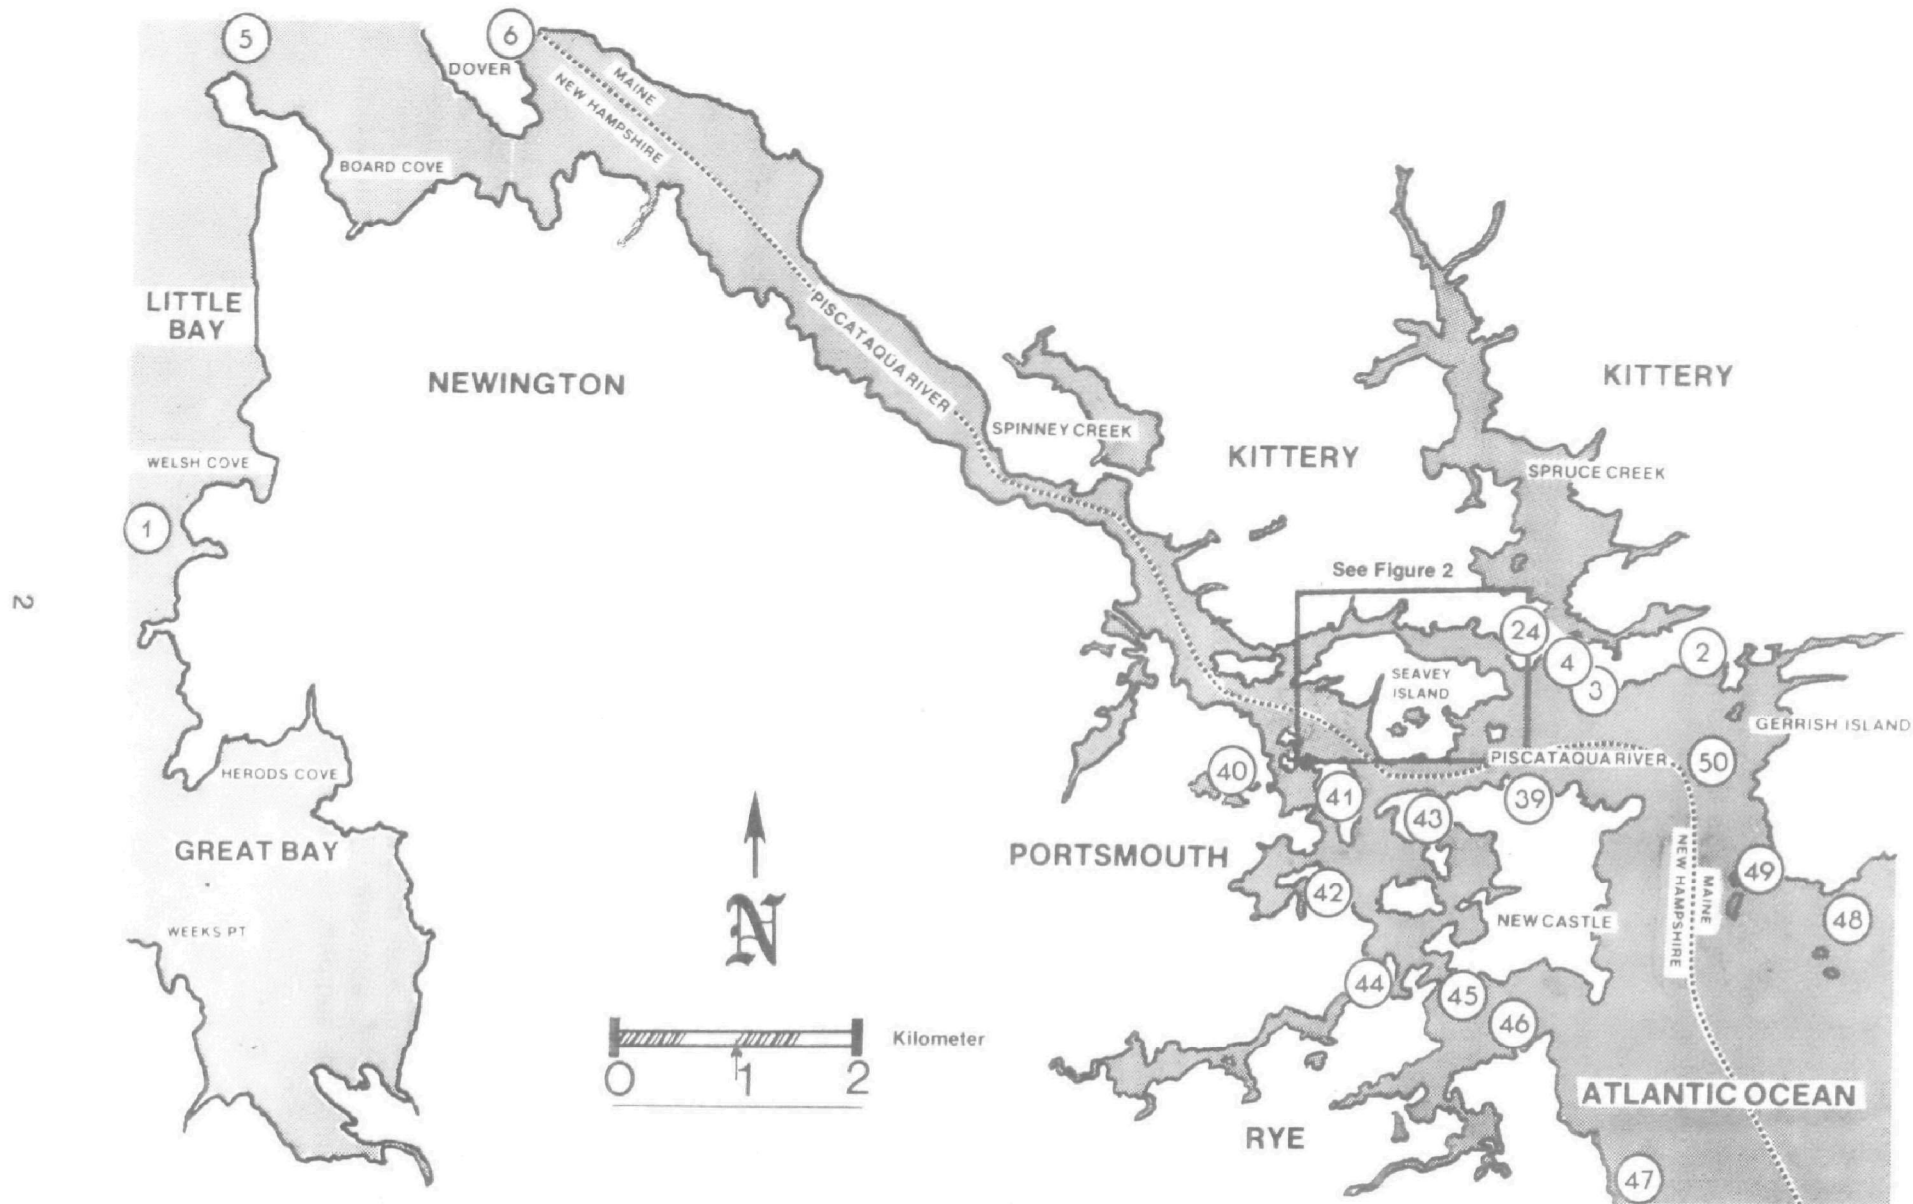 5
6
DOVER
MAINE
NEW HAMPSHIRE
BOARD COVE
LITTLE
BAY
PISCATAQUA RIVER
NEWINGTON
KITTERY
SPINNEY CREEK
KITTERY
SPRUCE CREEK
WELSH COVE
1
See Figure 2
2
24
4
2
3
SEAVEY
ISLAND
GERRISH ISLAND
PISCATAQUA RIVER
50
HERODS COVE
40
41
39
43
GREAT BAY
PORTSMOUTH
NEW HAMPSHIRE
MAINE
49
42
48
NEW CASTLE
WEEKS PT
N
44
45
46
Kilometer
0 1 2
ATLANTIC OCEAN
RYE
47